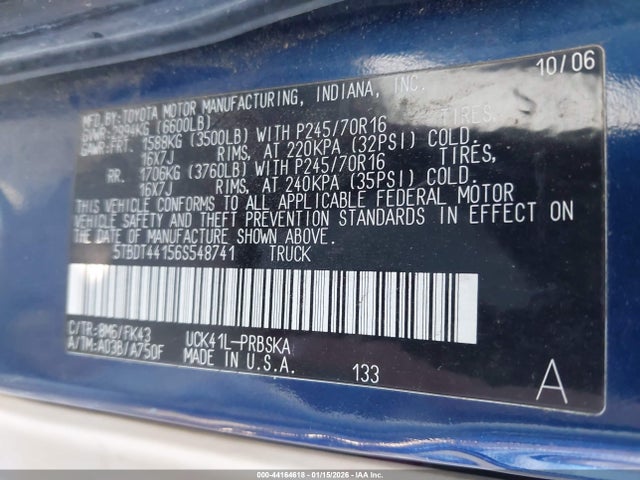 10/06
MFD.BY:TOYOTA MOTOR MANUFACTURING, INDIANA, INC.
GVWR:2994KG (6600LB)
GAWR:FRT. 1588KG (3500LB) WITH P245/70R16 TIRES,
16X7J RIMS, AT 220KPA (32PSI) COLD.
RR. 1706KG (3760LB) WITH P245/70R16 TIRES,
16X7J RIMS, AT 240KPA (35PSI) COLD.
THIS VEHICLE CONFORMS TO ALL APPLICABLE FEDERAL MOTOR
VEHICLE SAFETY AND THEFT PREVENTION STANDARDS IN EFFECT ON
THE DATE OF MANUFACTURE SHOWN ABOVE.
5TBDT44156S548741 TRUCK
C/TR:8M6/FK43 UCK41L-PRBSKA
A/TM:A03B/A750F MADE IN U.S.A.
133
A
000-44164618 - 01/15/2026 - IAA Inc.